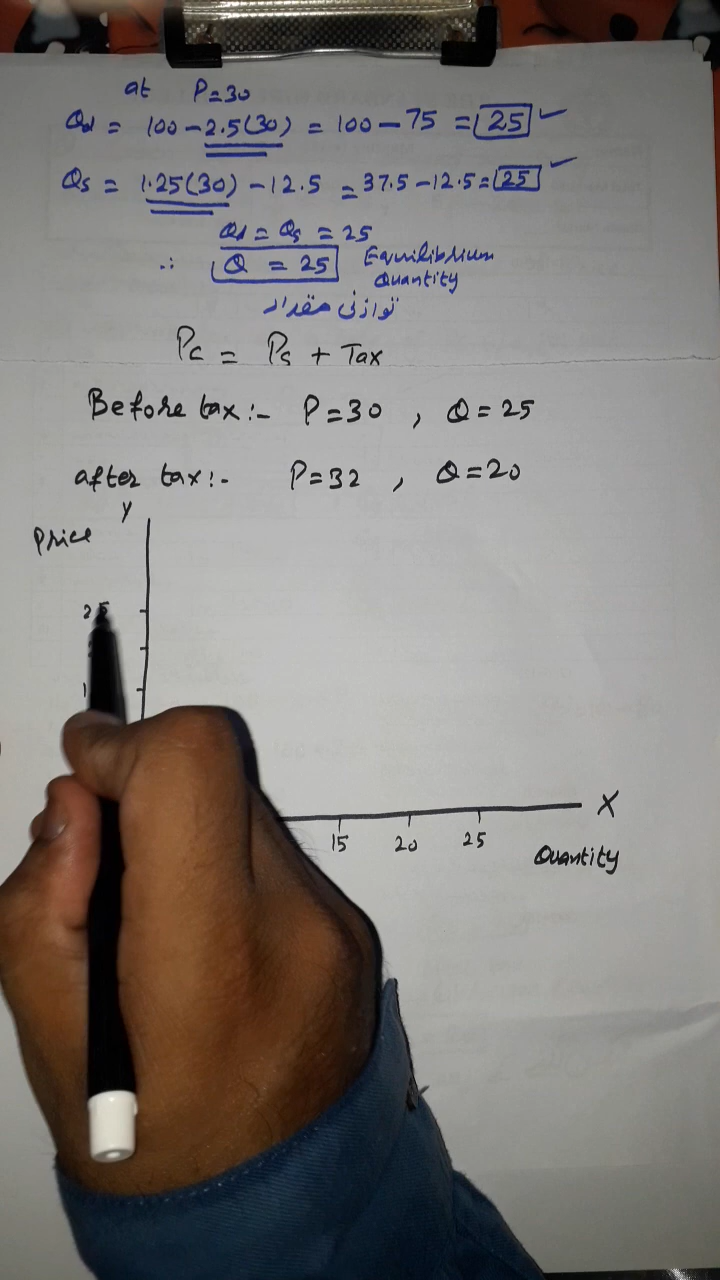 at P=30
Qd = 100 - 2.5(30) = 100 - 75 = 25 ✓
Qs = 1.25(30) - 12.5 = 37.5 - 12.5 = 25 ✓
Qd = Qs = 25
∴ Q = 25 Equilibrium
Quantity
توازنی مقدار
Pc = Ps + Tax
Before tax:- P=30 , Q=25
after tax:- P=32 , Q=20
y
Price
25
X
15 20 25
Quantity